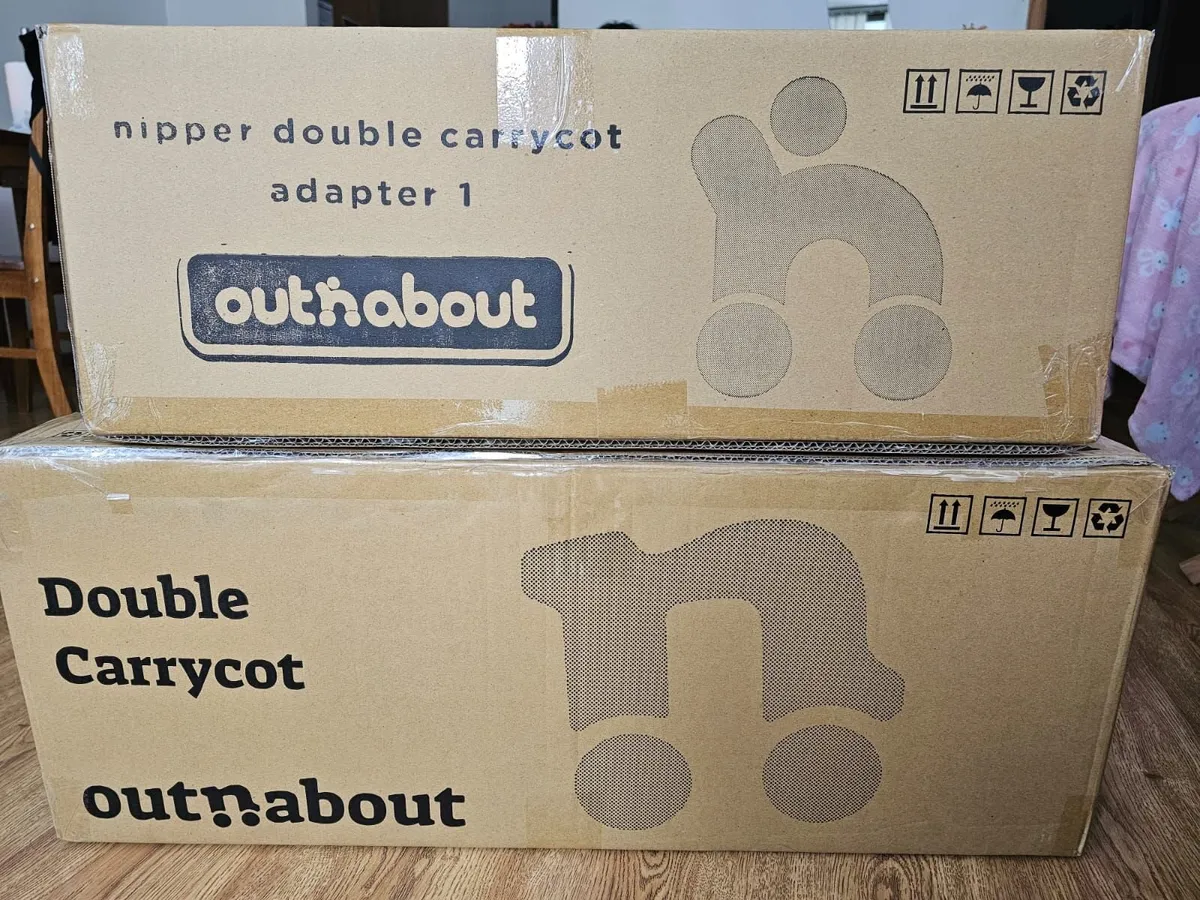 nipper double carrycot
adapter 1
outnabout
Double
Carrycot
outnabout